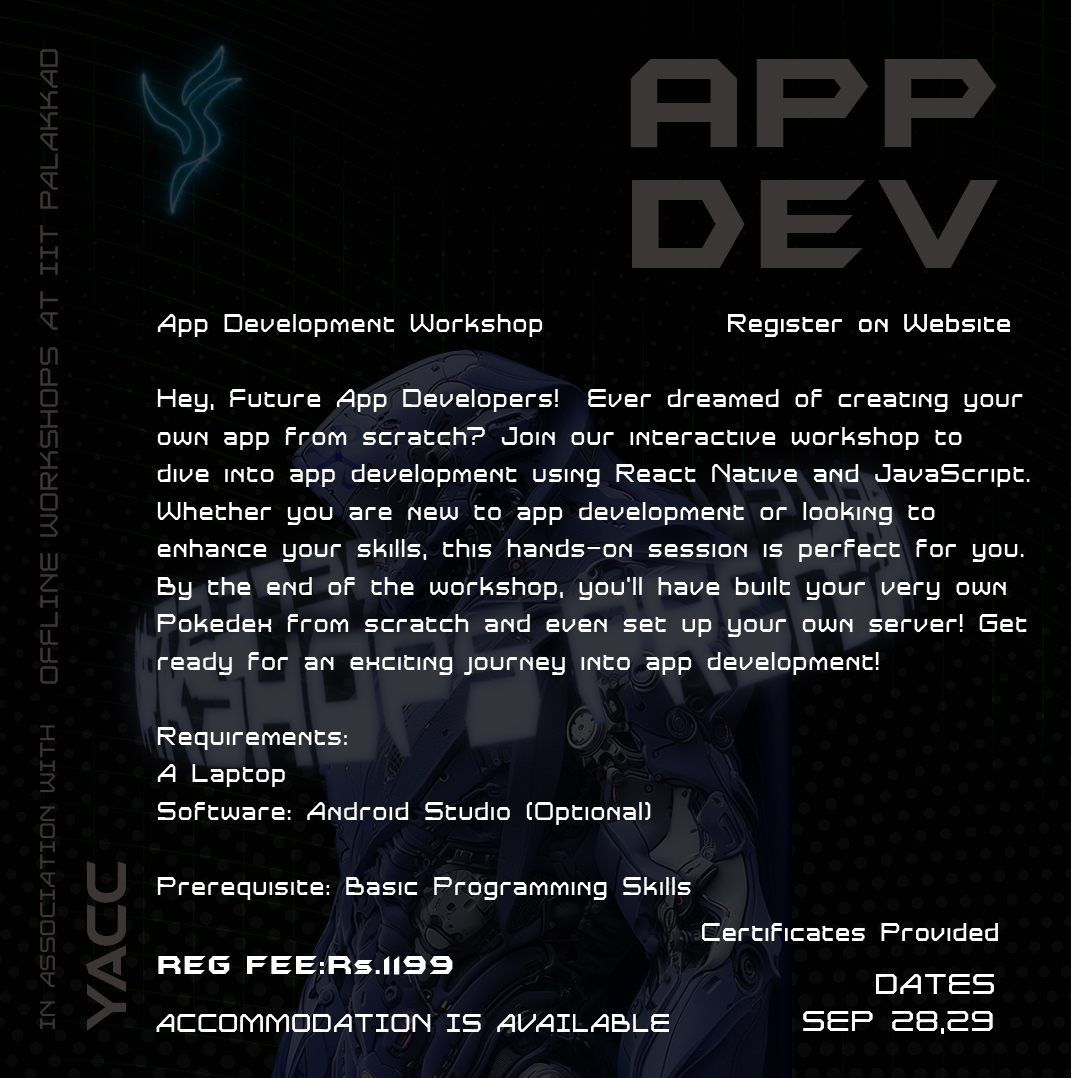 APP
DEV
App Development Workshop
Register on Website
Hey, Future App Developers! Ever dreamed of creating your
own app from scratch? Join our interactive workshop to
dive into app development using React Native and JavaScript.
Whether you are new to app development or looking to
enhance your skills, this hands-on session is perfect for you.
By the end of the workshop, you'll have built your very own
Pokedex from scratch and even set up your own server! Get
ready for an exciting journey into app development!
Requirements:
A Laptop
Software: Android Studio (Optional)
Prerequisite: Basic Programming Skills
Certificates Provided
REG FEE:Rs.1199
DATES
SEP 28,29
ACCOMMODATION IS AVAILABLE
IN ASSOCIATION WITH OFFLINE WORKSHOPS AT IIT PALAKKAD
YACC